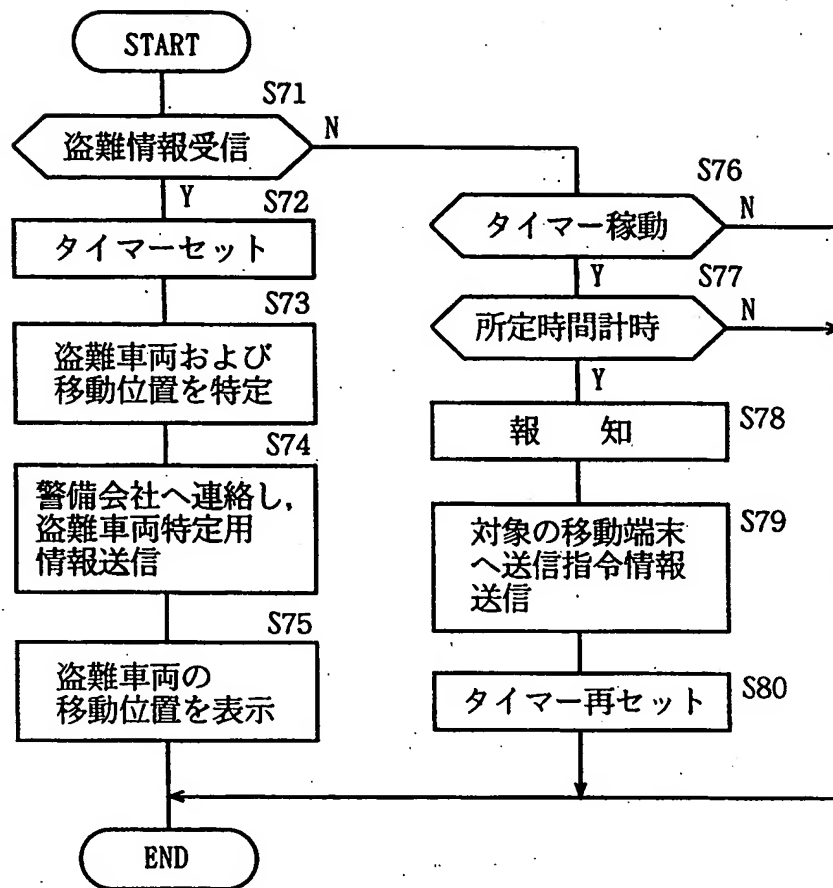 START
S71
盗難情報受信
N
Y
S72
タイマーセット
S73
盗難車両および
移動位置を特定
S74
警備会社へ連絡し,
盗難車両特定用
情報送信
S75
盗難車両の
移動位置を表示
S76
タイマー稼動
N
Y
S77
所定時間計時
N
Y
S78
報 知
S79
対象の移動端末
へ送信指令情報
送信
S80
タイマー再セット
END